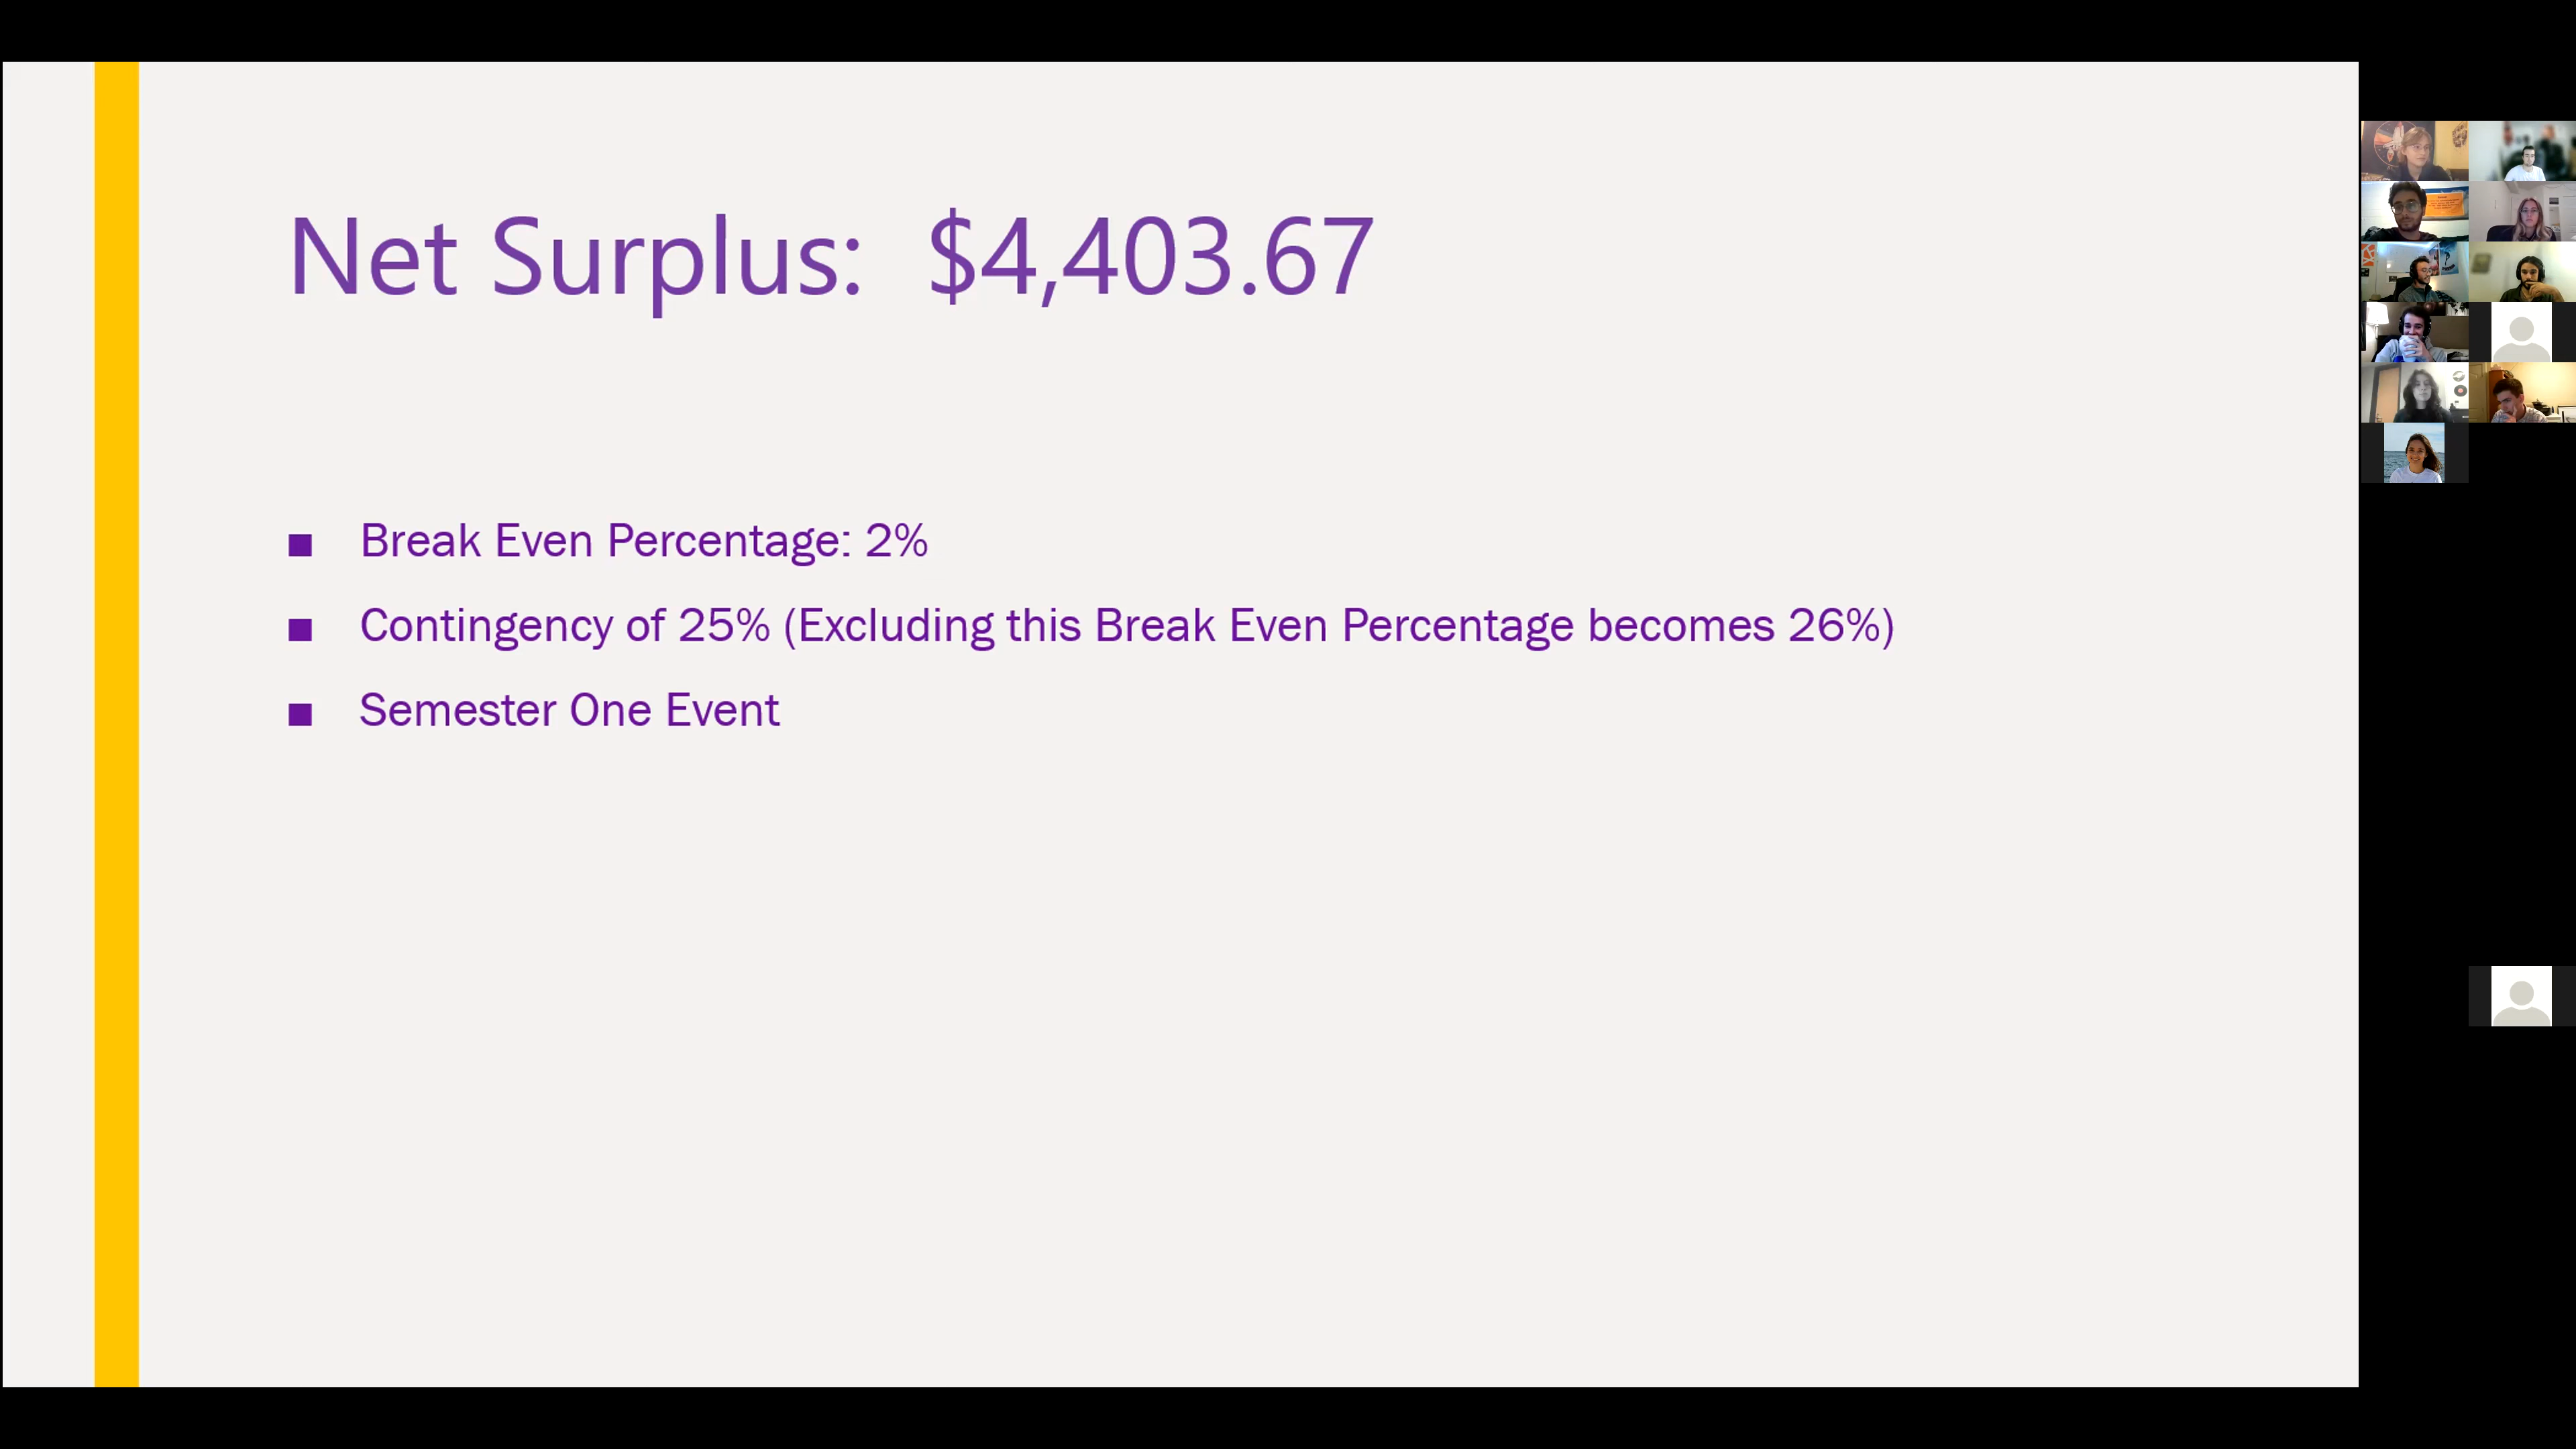 Net Surplus: $4,403.67
■ Break Even Percentage: 2%
■ Contingency of 25% (Excluding this Break Even Percentage becomes 26%)
■ Semester One Event